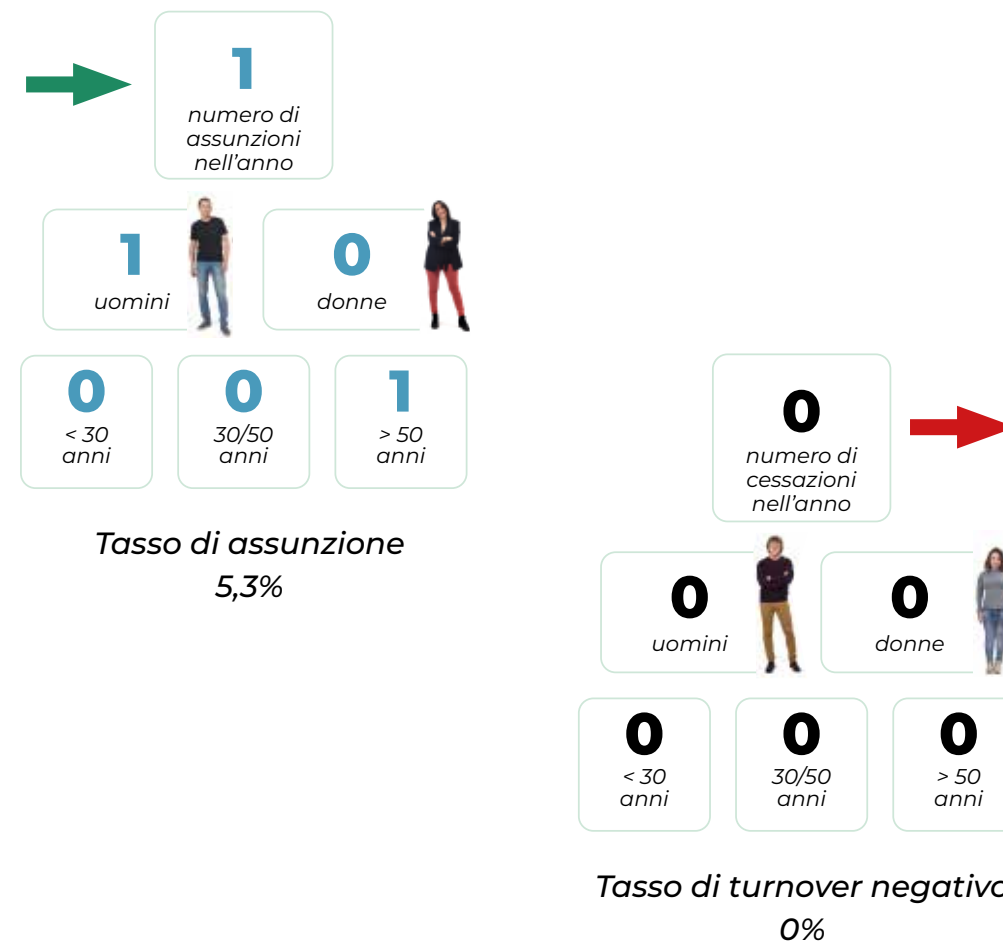 1
numero di
assunzioni
nell'anno
1
uomini
0
donne
0
< 30
anni
0
30/50
anni
1
> 50
anni
Tasso di assunzione
5,3%
0
numero di
cessazioni
nell'anno
0
uomini
0
donne
0
< 30
anni
0
30/50
anni
0
> 50
anni
Tasso di turnover negativo
0%